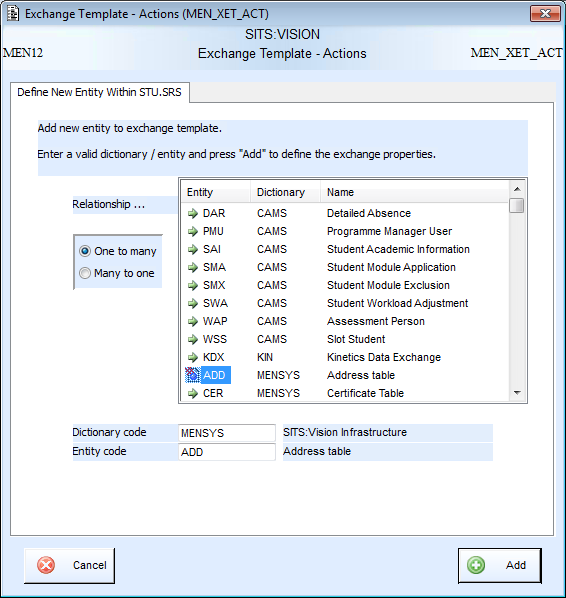 Exchange Template - Actions (MEN_XET_ACT)
SITS:VISION
MEN12 Exchange Template - Actions MEN_XET_ACT
Define New Entity Within STU.SRS
Add new entity to exchange template.
Enter a valid dictionary / entity and press "Add" to define the exchange properties.
Relationship ...
One to many
Many to one
Entity Dictionary Name
DAR CAMS Detailed Absence
PMU CAMS Programme Manager User
SAI CAMS Student Academic Information
SMA CAMS Student Module Application
SMX CAMS Student Module Exclusion
SWA CAMS Student Workload Adjustment
WAP CAMS Assessment Person
WSS CAMS Slot Student
KDX KIN Kinetics Data Exchange
ADD MENSYS Address table
CER MENSYS Certificate Table
Dictionary code MENSYS SITS:Vision Infrastructure
Entity code ADD Address table
Cancel Add